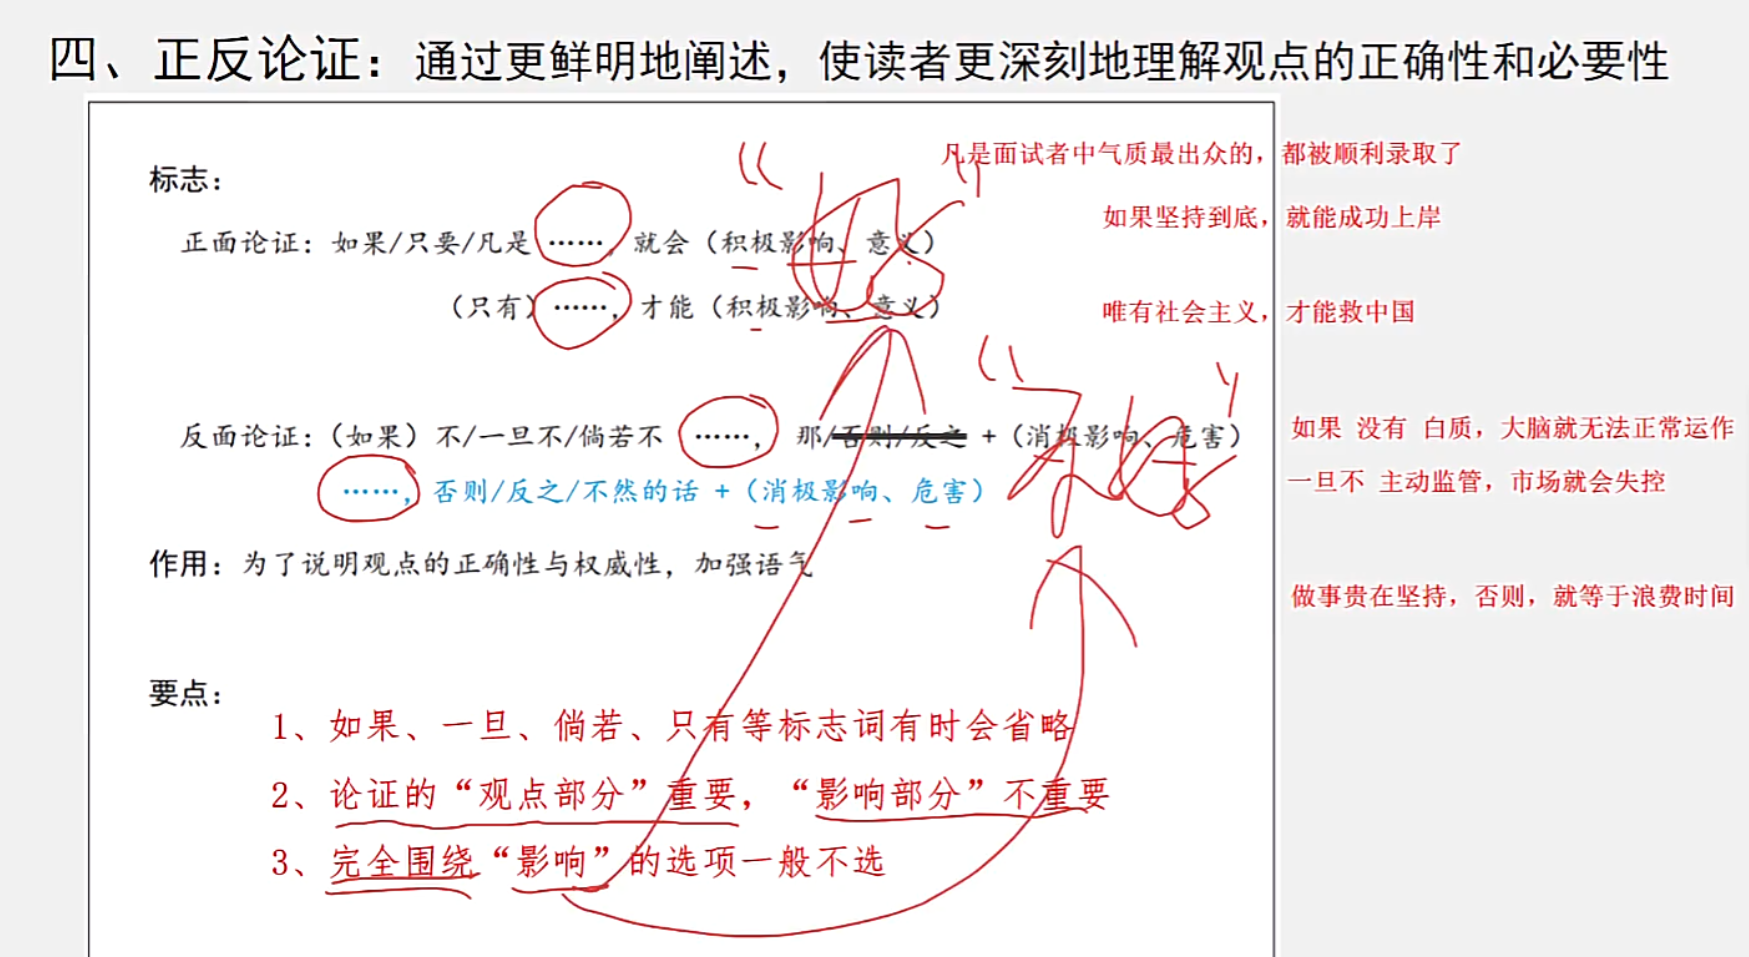 四、正反论证：通过更鲜明地阐述，使读者更深刻地理解观点的正确性和必要性
凡是面试者中气质最出众的，都被顺利录取了
标志：
如果坚持到底，就能成功上岸
正面论证：如果/只要/凡是……，就会（积极影响、意义）
“好”
（只有）……，才能（积极影响、意义）
唯有社会主义，才能救中国
反面论证：（如果）不/一旦不/倘若不……，那/否则/反之 +（消极影响、危害）
“不好”
如果 没有 白质，大脑就无法正常运作
……，否则/反之/不然的话 +（消极影响、危害）
一旦不 主动监管，市场就会失控
作用：为了说明观点的正确性与权威性，加强语气
做事贵在坚持，否则，就等于浪费时间
要点：
1、如果、一旦、倘若、只有等标志词有时会省略
2、论证的“观点部分”重要，“影响部分”不重要
3、完全围绕“影响”的选项一般不选